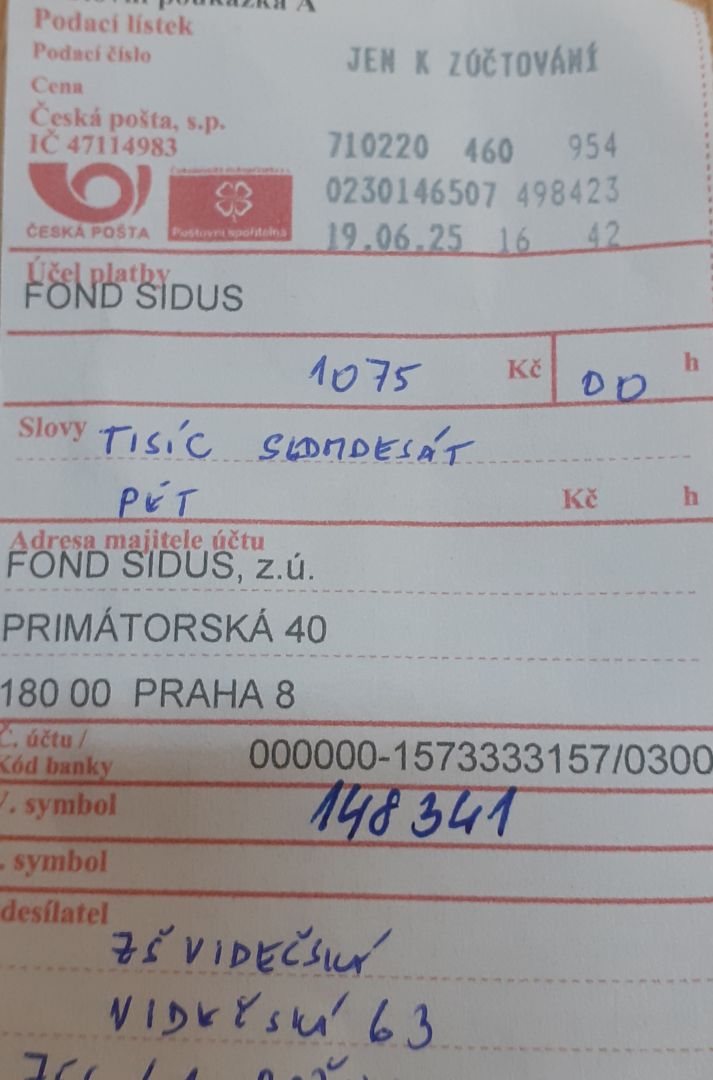 Podací lístek
Podací číslo
JEN K ZÚČTOVÁNÍ
Cena
Česká pošta, s.p.
IČ 47114983
710220 460 954
0230146507 498423
ČESKÁ POŠTA
Poštovní spořitelna
19.06.25 16 42
Účel platby
FOND SIDUS
1075 Kč 00 h
Slovy TISÍC SEDMDESÁT
PĚT Kč h
Adresa majitele účtu
FOND SIDUS, z.ú.
PRIMÁTORSKÁ 40
180 00 PRAHA 8
Č. účtu /
Kód banky
000000-1573333157/0300
V. symbol 148341
. symbol
desílatel
ZŠ VIDEČSKÁ
VIDEČSKÁ 63